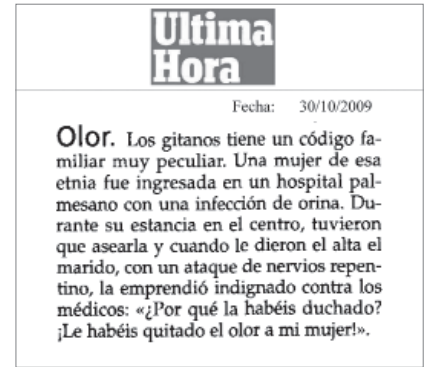 Ultima
Hora
Fecha: 30/10/2009
Olor. Los gitanos tiene un código fa-
miliar muy peculiar. Una mujer de esa
etnia fue ingresada en un hospital pal-
mesano con una infección de orina. Du-
rante su estancia en el centro, tuvieron
que asearla y cuando le dieron el alta el
marido, con un ataque de nervios repen-
tino, la emprendió indignado contra los
médicos: «¿Por qué la habéis duchado?
¡Le habéis quitado el olor a mi mujer!».